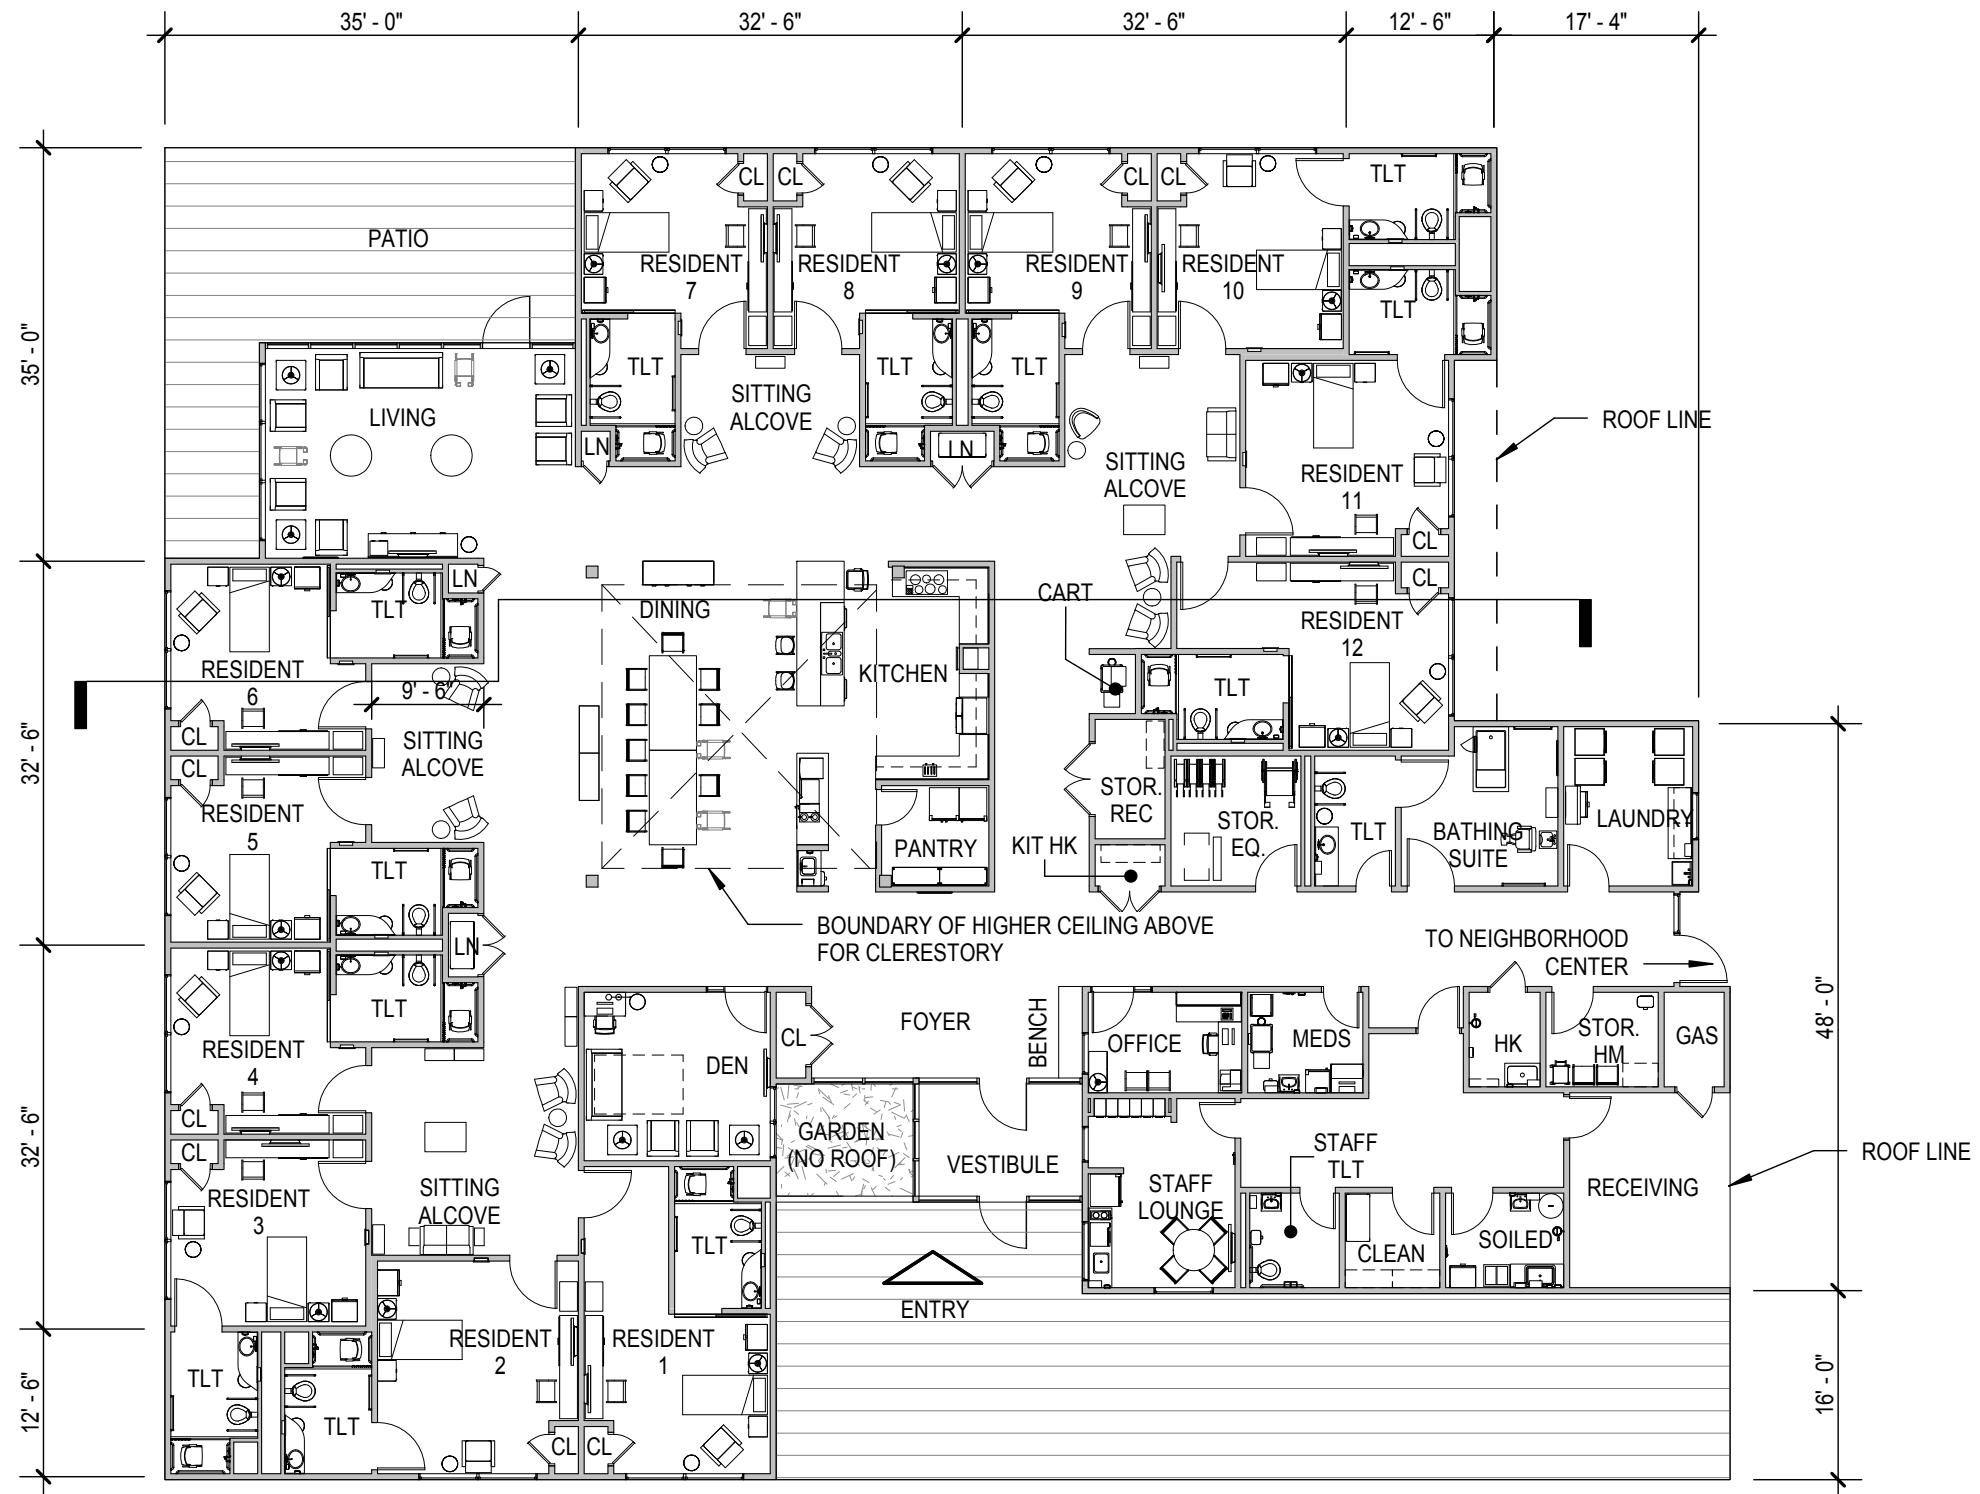 35' - 0"
32' - 6"
32' - 6"
12' - 6"
17' - 4"
PATIO
CL
CL
CL
CL
TLT
RESIDENT
7
RESIDENT
8
RESIDENT
9
RESIDENT
10
TLT
35' - 0"
TLT
TLT
TLT
SITTING
ALCOVE
LIVING
LN
LN
SITTING
ALCOVE
RESIDENT
11
ROOF LINE
CL
LN
TLT
DINING
CART
CL
RESIDENT
12
RESIDENT
6
9' - 6"
KITCHEN
TLT
CL
SITTING
ALCOVE
32' - 6"
CL
RESIDENT
5
STOR.
REC
STOR.
EQ.
TLT
BATHING
SUITE
LAUNDRY
TLT
PANTRY
KIT HK
LN
BOUNDARY OF HIGHER CEILING ABOVE
FOR CLERESTORY
TO NEIGHBORHOOD
CENTER
TLT
RESIDENT
4
CL
FOYER
BENCH
OFFICE
MEDS
HK
STOR.
HM
GAS
48' - 0"
DEN
CL
CL
32' - 6"
RESIDENT
3
SITTING
ALCOVE
GARDEN
(NO ROOF)
VESTIBULE
STAFF
LOUNGE
STAFF
TLT
RECEIVING
ROOF LINE
TLT
CLEAN
SOILED
ENTRY
RESIDENT
2
RESIDENT
1
TLT
TLT
CL
CL
12' - 6"
16' - 0"